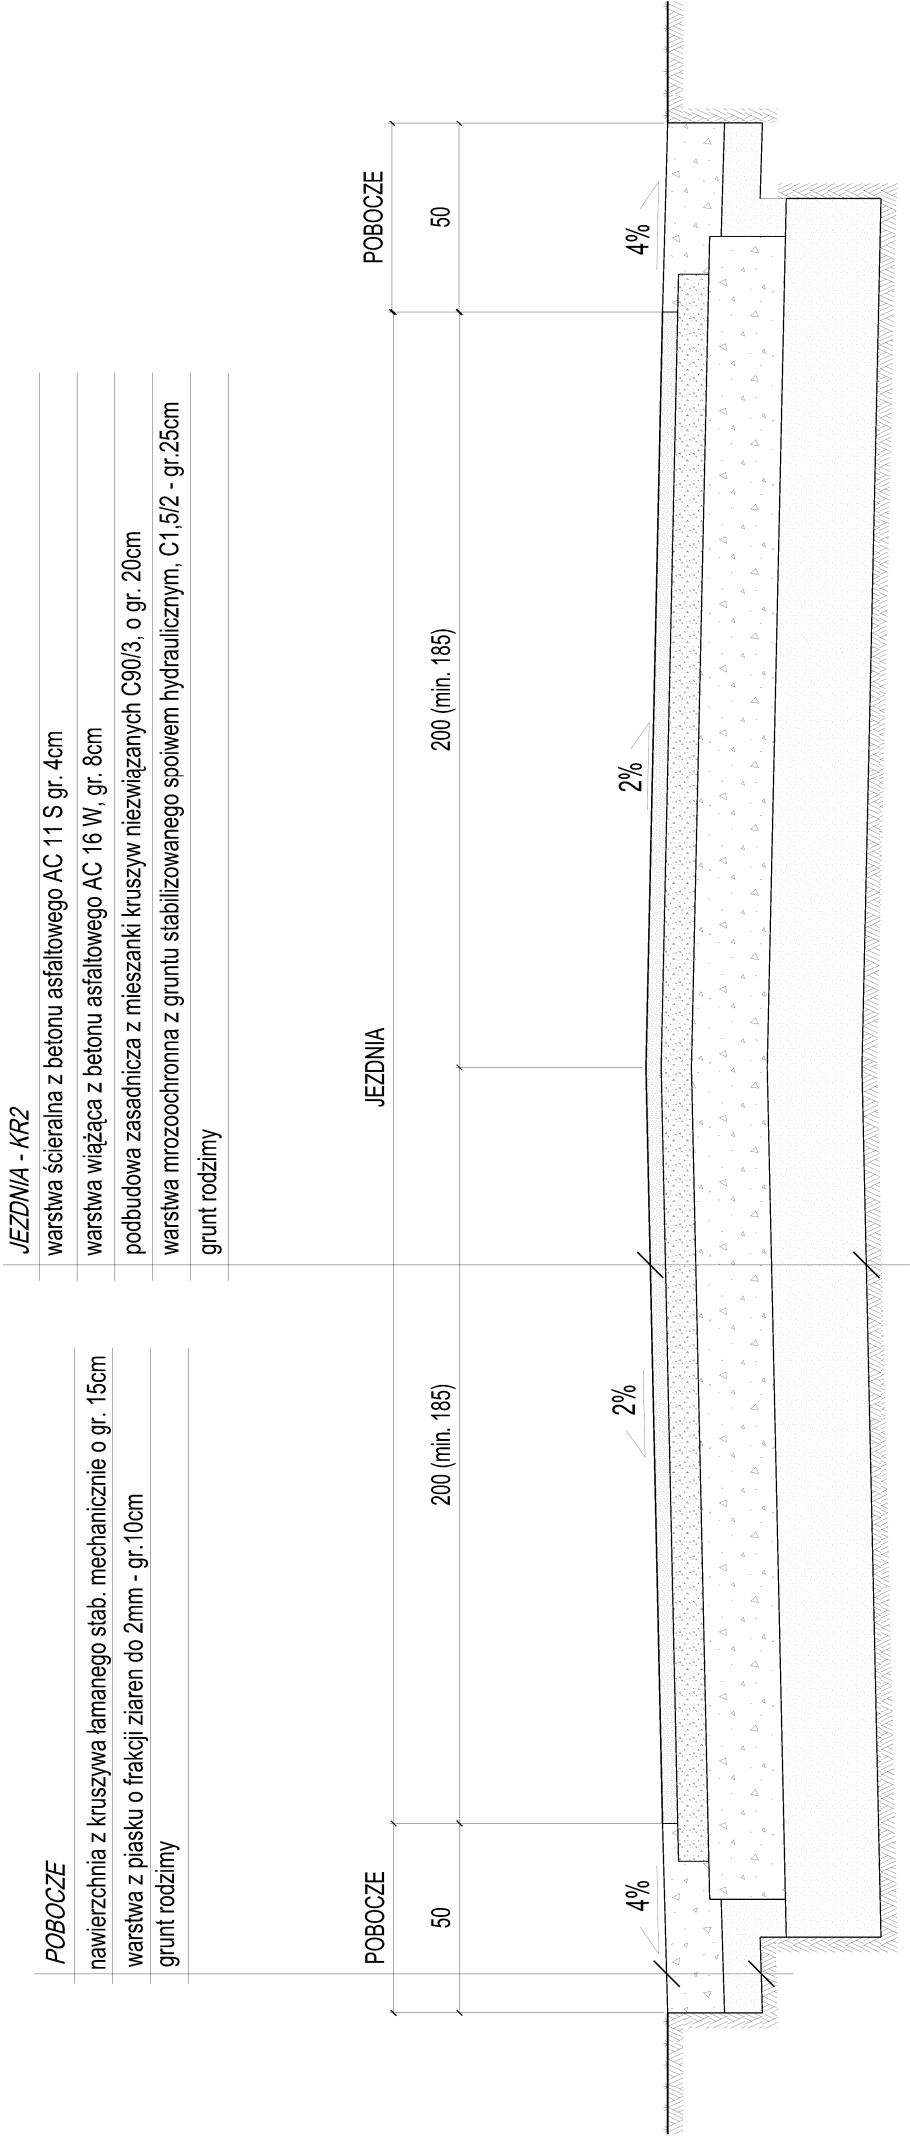 POBOCZE
nawierzchnia z kruszywa łamanego stab. mechanicznie o gr. 15cm
warstwa z piasku o frakcji ziaren do 2mm - gr.10cm
grunt rodzimy
JEZDNIA - KR2
warstwa ścieralna z betonu asfaltowego AC 11 S gr. 4cm
warstwa wiążąca z betonu asfaltowego AC 16 W, gr. 8cm
podbudowa zasadnicza z mieszanki kruszyw niezwiązanych C90/3, o gr. 20cm
warstwa mrozoochronna z gruntu stabilizowanego spoiwem hydraulicznym, C1,5/2 - gr.25cm
grunt rodzimy
POBOCZE
JEZDNIA
POBOCZE
50
200 (min. 185)
200 (min. 185)
50
4%
2%
2%
4%